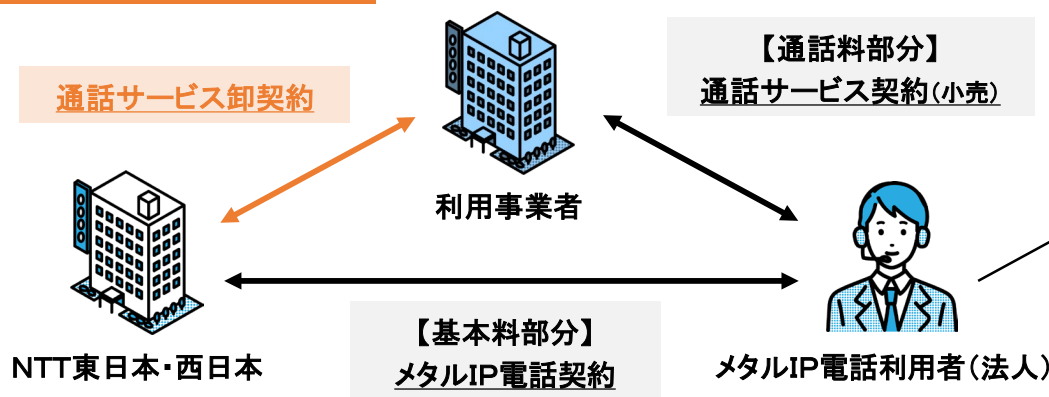 【通話料部分】
通話サービス契約(小売)
通話サービス卸契約
利用事業者
【基本料部分】
メタルIP電話契約
NTT東日本・西日本
メタルIP電話利用者(法人)